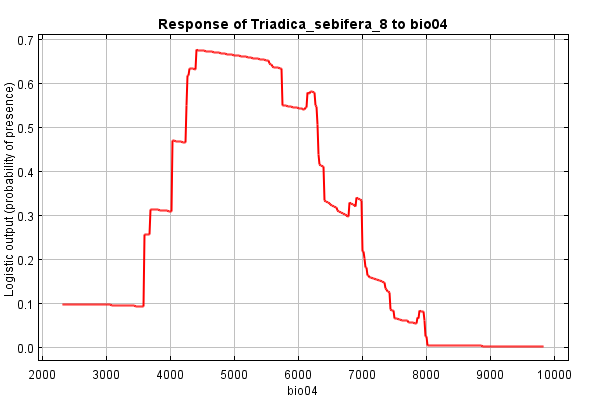 Response of Triadica_sebifera_8 to bio04
Logistic output (probability of presence)
0.7
0.6
0.5
0.4
0.3
0.2
0.1
0.0
2000 3000 4000 5000 6000 7000 8000 9000 10000
bio04